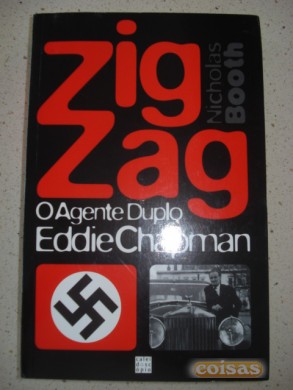 Zig
Zag
Nicholas
Booth
O Agente Duplo
Eddie Chapman
coisas